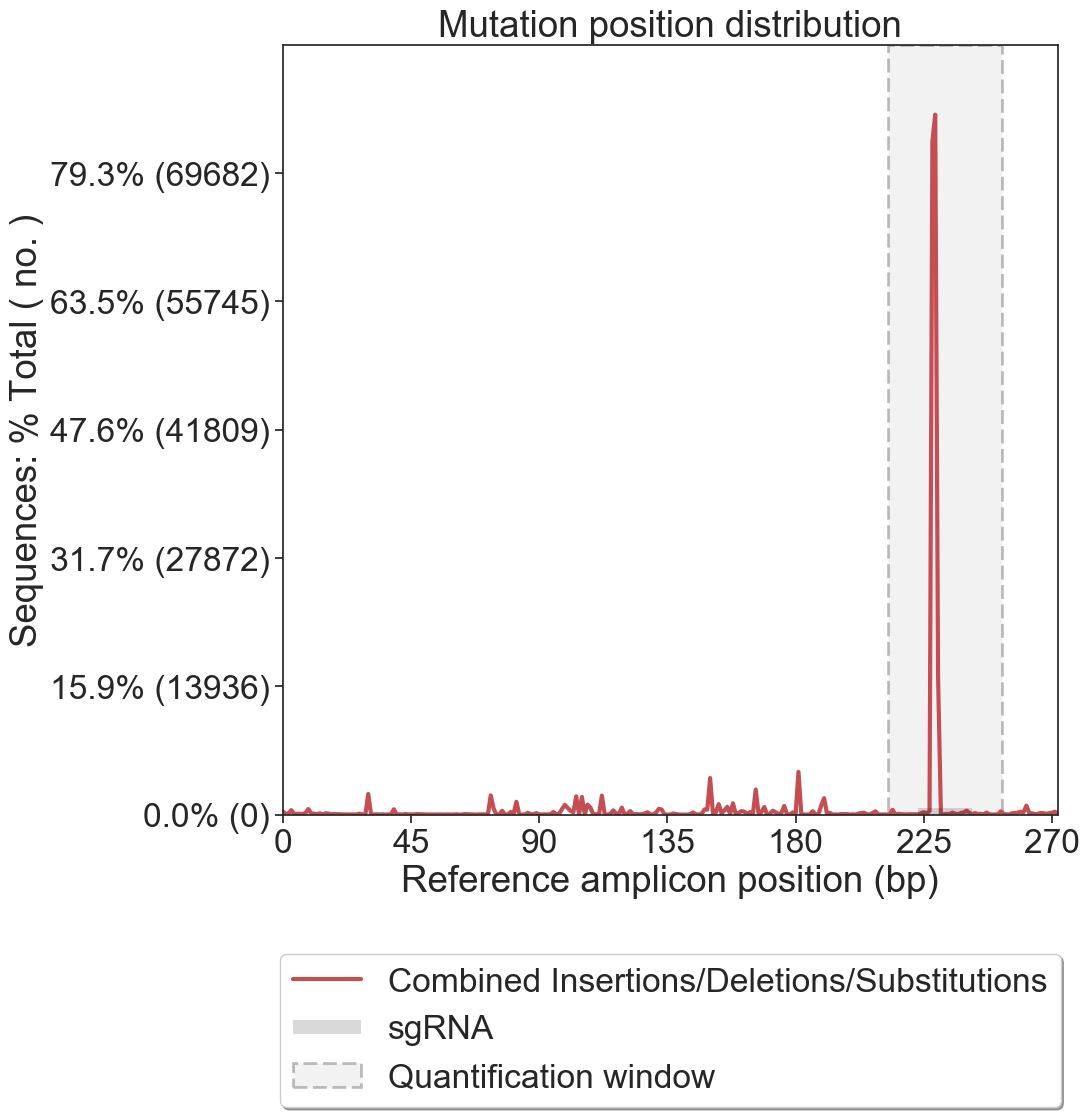 Mutation position distribution
Sequences: % Total ( no. )
79.3% (69682)
63.5% (55745)
47.6% (41809)
31.7% (27872)
15.9% (13936)
0.0% (0)
0 45 90 135 180 225 270
Reference amplicon position (bp)
Combined Insertions/Deletions/Substitutions
sgRNA
Quantification window